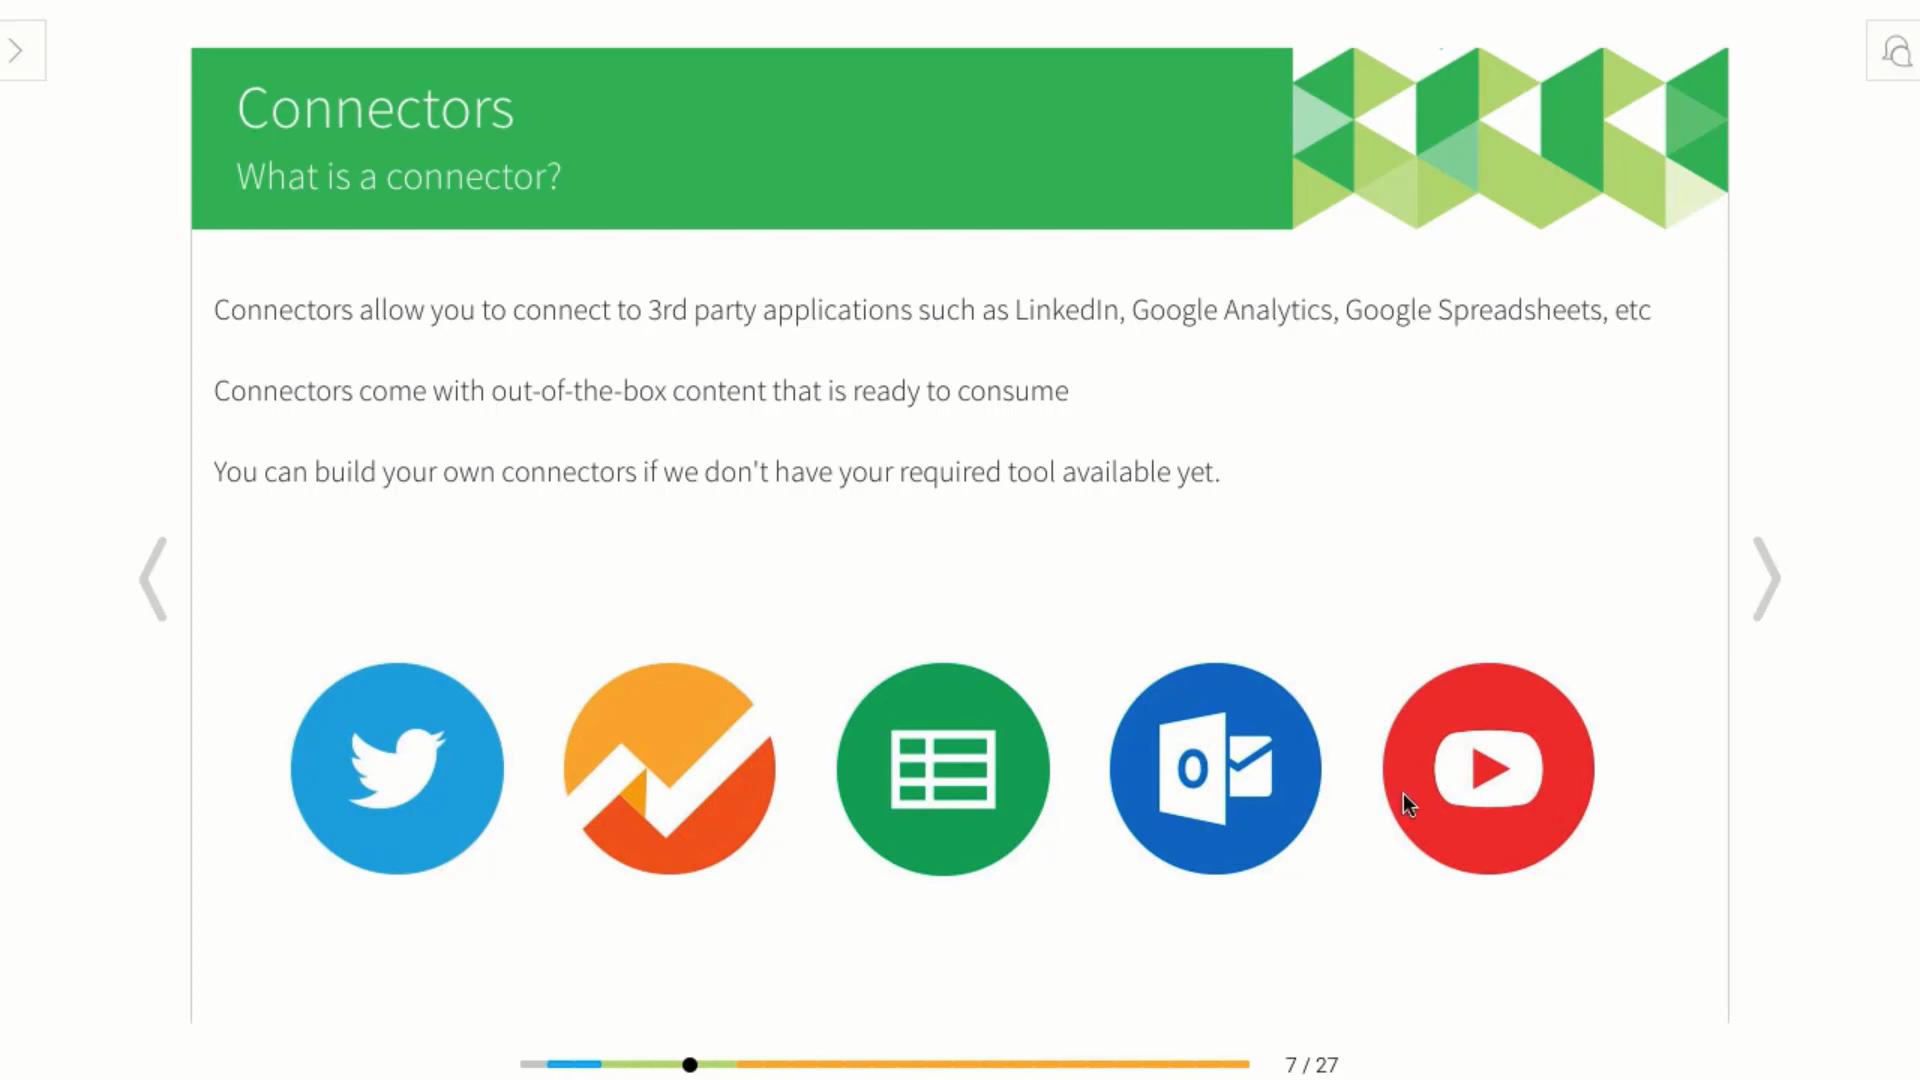 Connectors
What is a connector?
Connectors allow you to connect to 3rd party applications such as LinkedIn, Google Analytics, Google Spreadsheets, etc
Connectors come with out-of-the-box content that is ready to consume
You can build your own connectors if we don't have your required tool available yet.
O
7 / 27